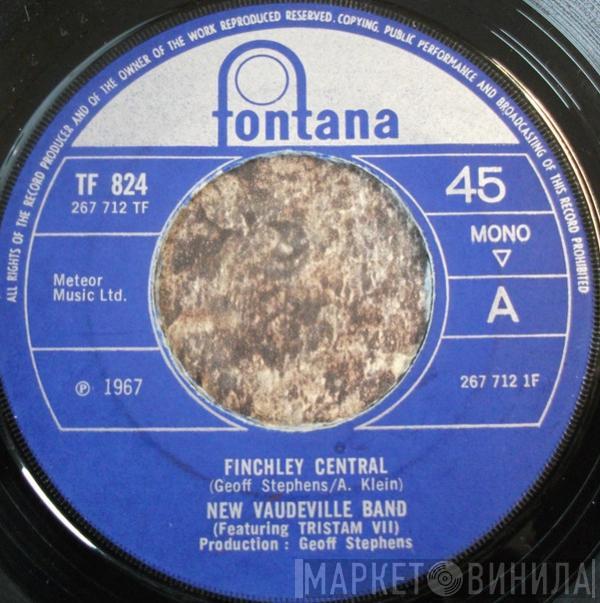 ALL RIGHTS OF THE RECORD PRODUCER AND OF THE OWNER OF THE WORK REPRODUCED RESERVED. COPYING, PUBLIC PERFORMANCE AND BROADCASTING OF THIS RECORD PROHIBITED
fontana
TF 824
267 712 TF
45
MONO
A
Meteor
Music Ltd.
℗ 1967
267 712 1F
FINCHLEY CENTRAL
(Geoff Stephens/A. Klein)
NEW VAUDEVILLE BAND
(Featuring TRISTAM VII)
Production : Geoff Stephens
МАРКЕТ ВИНИЛА